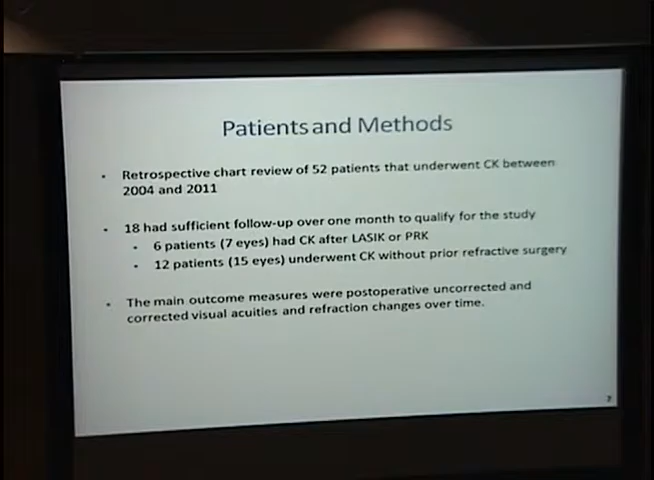 Patients and Methods
• Retrospective chart review of 52 patients that underwent CK between
2004 and 2011
• 18 had sufficient follow-up over one month to qualify for the study
• 6 patients (7 eyes) had CK after LASIK or PRK
• 12 patients (15 eyes) underwent CK without prior refractive surgery
• The main outcome measures were postoperative uncorrected and
corrected visual acuities and refraction changes over time.
7